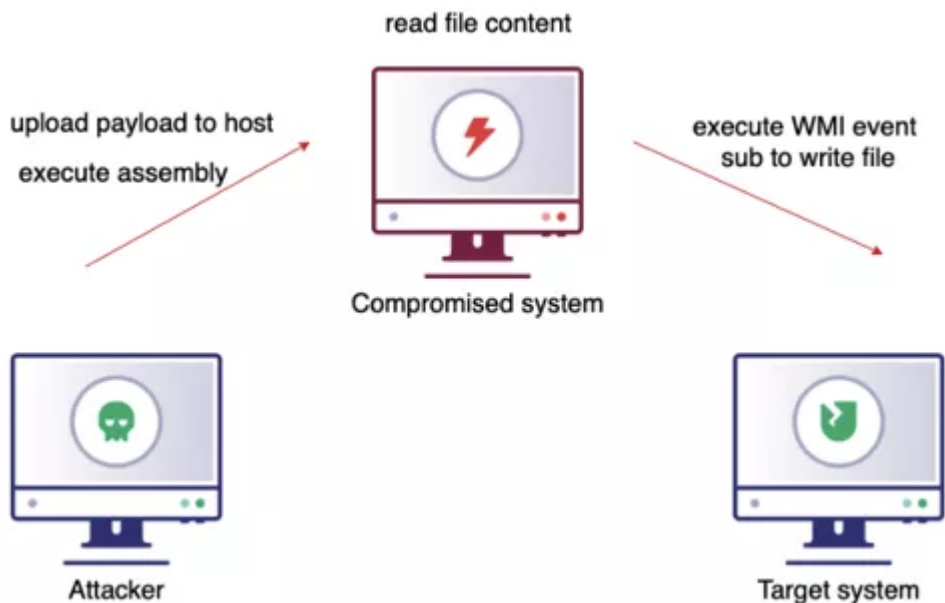 read file content
upload payload to host
execute assembly
execute WMI event
sub to write file
Compromised system
Attacker
Target system